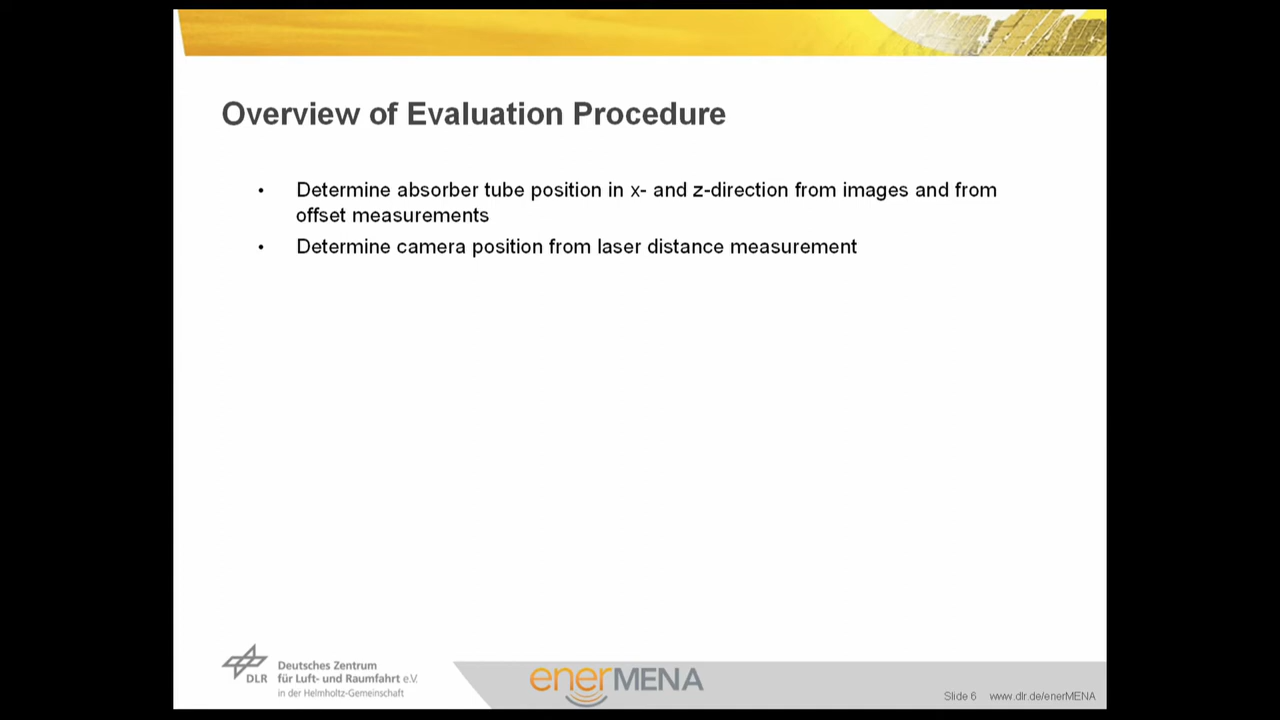 Overview of Evaluation Procedure
• Determine absorber tube position in x- and z-direction from images and from
offset measurements
• Determine camera position from laser distance measurement
DLR
Deutsches Zentrum
für Luft- und Raumfahrt e.V.
in der Helmholtz-Gemeinschaft
enerMENA
Slide 6 www.dlr.de/enerMENA